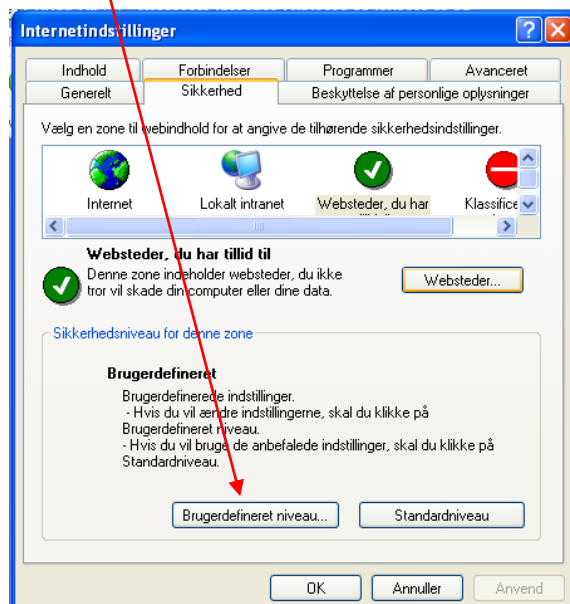 Internetindstillinger
Indhold Forbindelser Programmer Avanceret
Generelt Sikkerhed Beskyttelse af personlige oplysninger
Vælg en zone til webindhold for at angive de tilhørende sikkerhedsindstillinger.
Internet Lokalt intranet Websteder, du har Klassifice
Websteder, du har tillid til
Denne zone indeholder websteder, du ikke
tror vil skade din computer eller dine data.
Websteder...
Sikkerhedsniveau for denne zone
Brugerdefineret
Brugerdefinerede indstillinger.
- Hvis du vil ændre indstillingerne, skal du klikke på
Brugerdefineret niveau.
- Hvis du vil bruge de anbefalede indstillinger, skal du klikke på
Standardniveau.
Brugerdefineret niveau... Standardniveau
OK Annuller Anvend